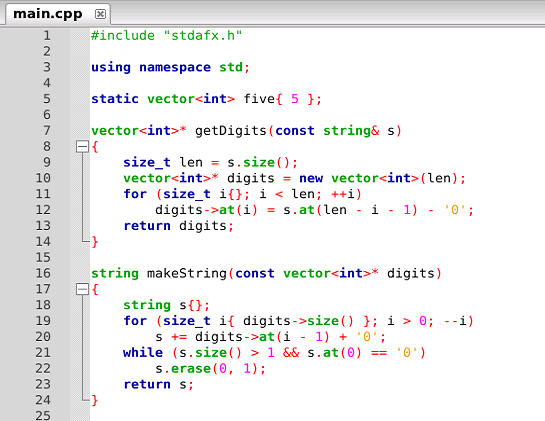 main.cpp
1 #include "stdafx.h"
2
3 using namespace std;
4
5 static vector<int> five{ 5 };
6
7 vector<int>* getDigits(const string& s)
8 {
9     size_t len = s.size();
10     vector<int>* digits = new vector<int>(len);
11     for (size_t i{}; i < len; ++i)
12         digits->at(i) = s.at(len - i - 1) - '0';
13     return digits;
14 }
15
16 string makeString(const vector<int>* digits)
17 {
18     string s{};
19     for (size_t i{ digits->size() }; i > 0; --i)
20         s += digits->at(i - 1) + '0';
21     while (s.size() > 1 && s.at(0) == '0')
22         s.erase(0, 1);
23     return s;
24 }
25